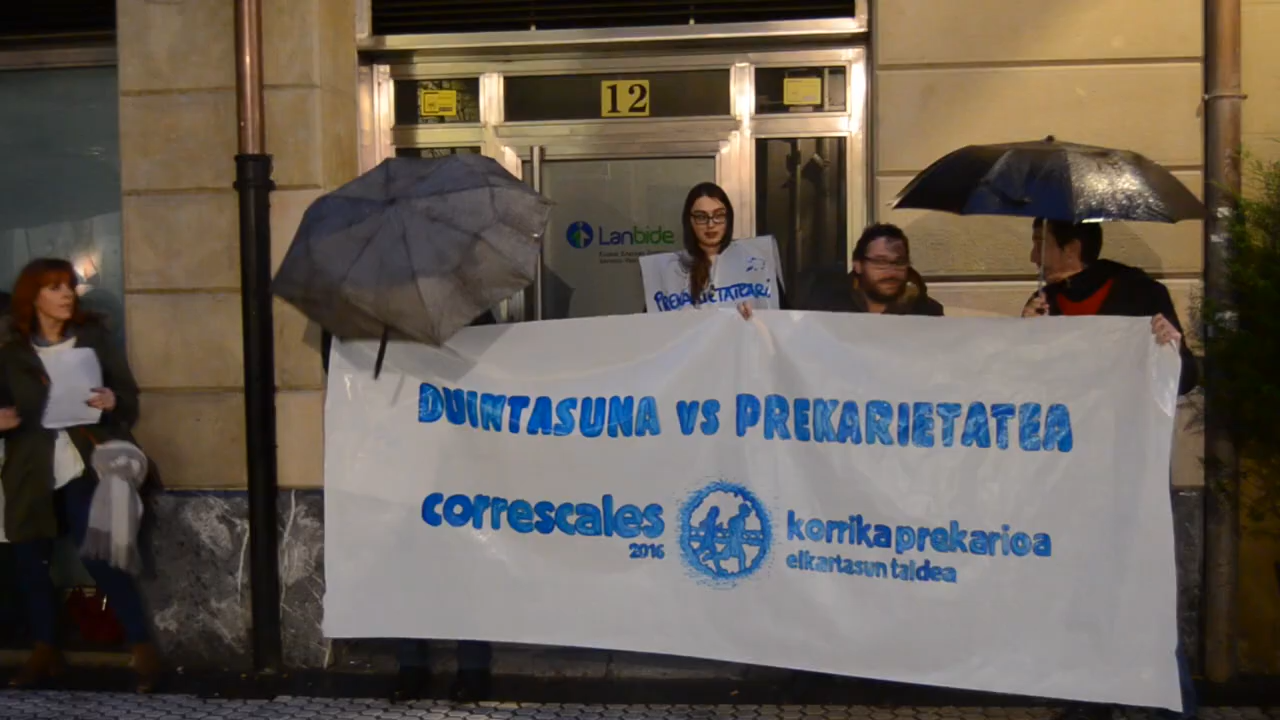 12
Lanbide
PREKARIETATEARI
DUINTASUNA VS PREKARIETATEA
correscales
2016
korrika prekarioa
elkartasun taldea